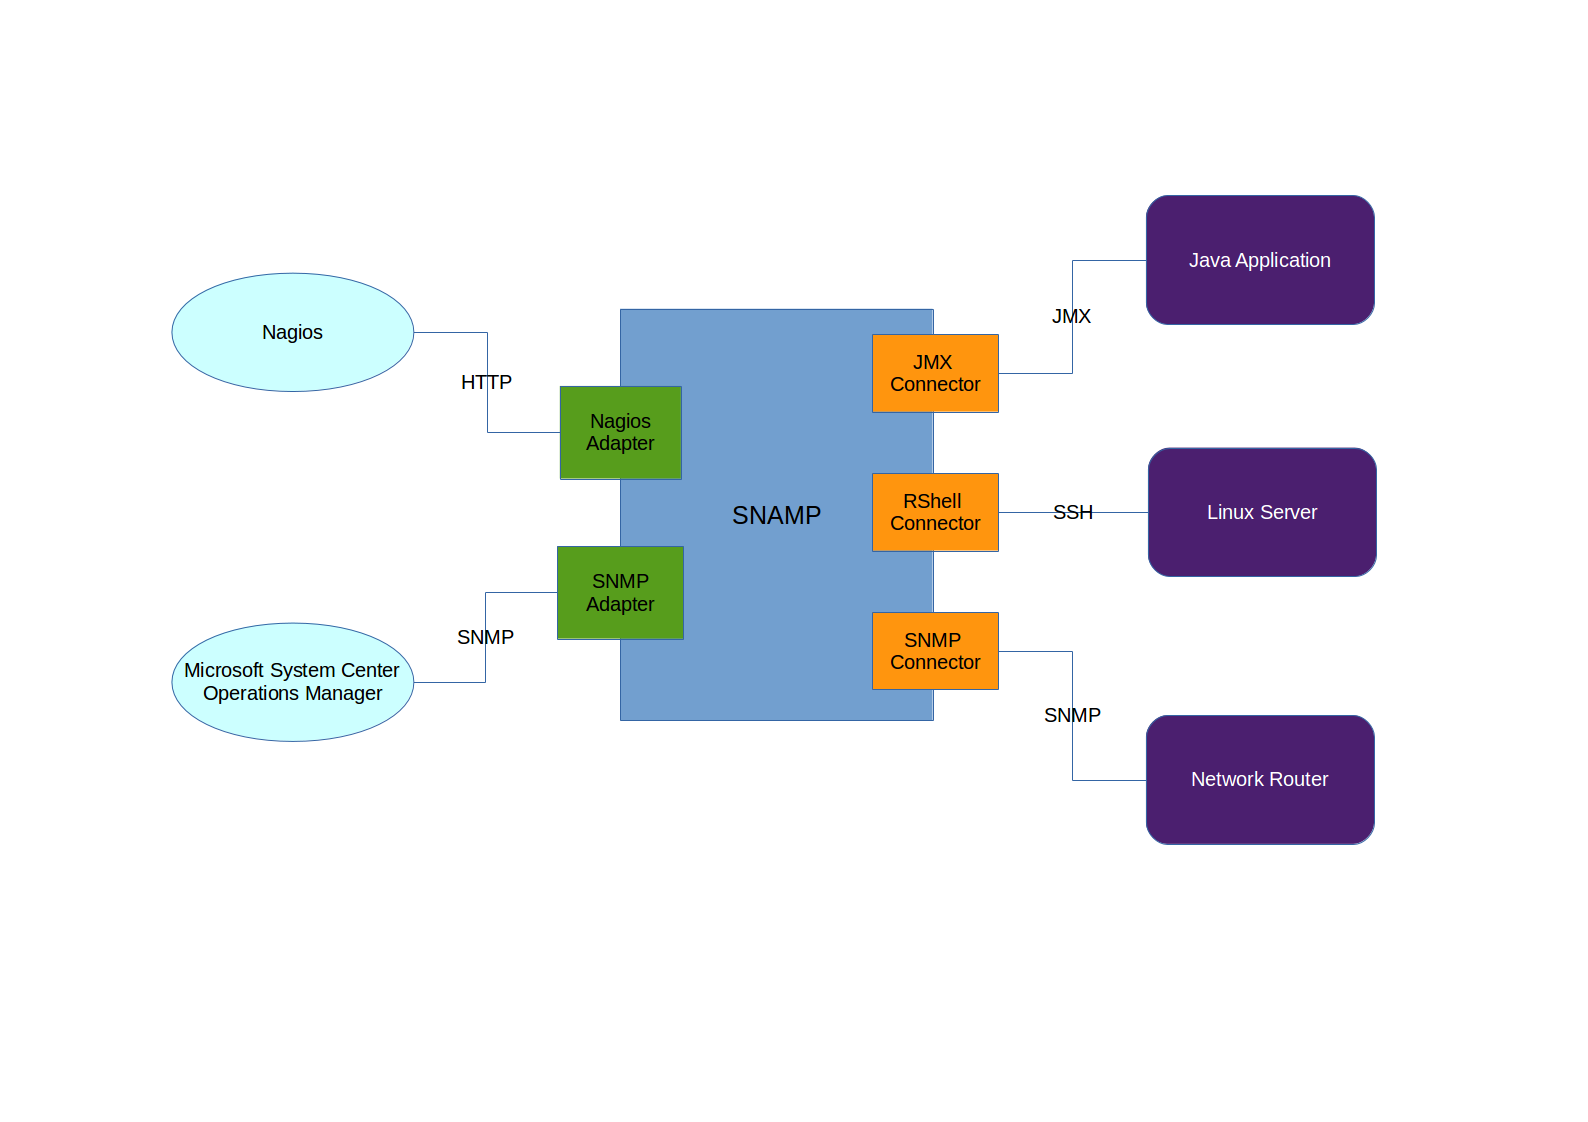 Java Application
JMX
Nagios
HTTP
JMX
Connector
Nagios
Adapter
RShell
Connector
SSH
Linux Server
SNAMP
SNMP
Adapter
SNMP
SNMP
Connector
Microsoft System Center
Operations Manager
SNMP
Network Router